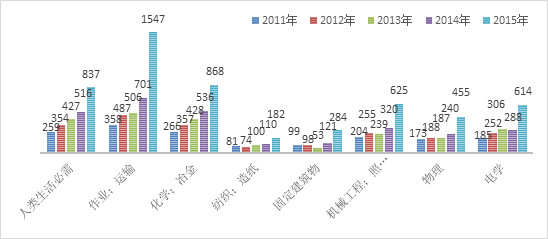 2011年 2012年 2013年 2014年 2015年
259 354 427 516 837
358 487 506 701 1547
266 357 428 536 868
81 74 100 110 182
99 98 83 121 284
204 255 239 320 625
173 188 187 240 455
185 252 306 288 614
人类生活必需
作业；运输
化学；冶金
纺织；造纸
固定建筑物
机械工程；照…
物理
电学